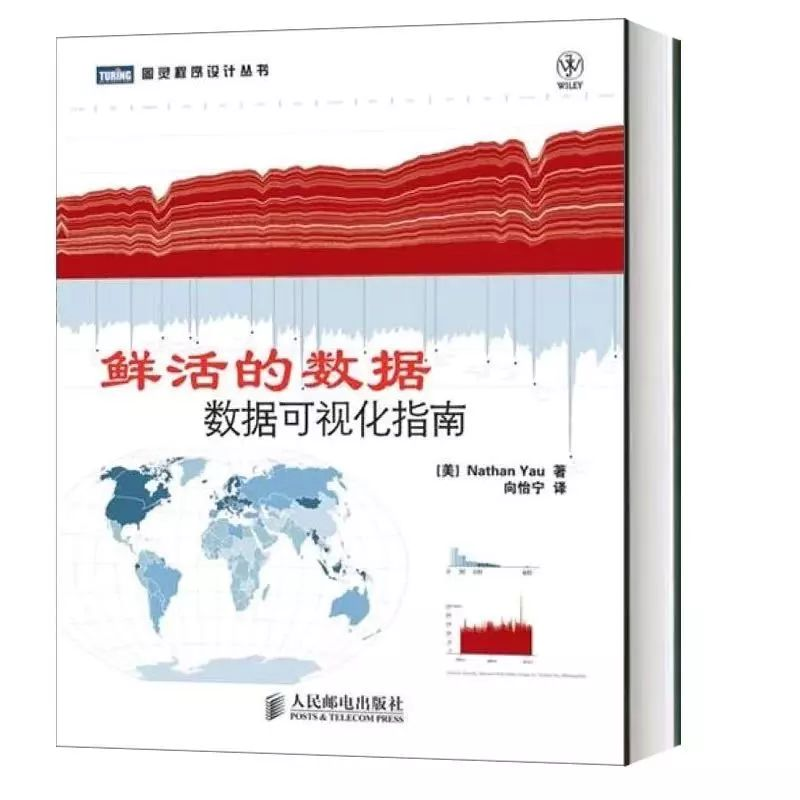 TURING 图灵程序设计丛书
WILEY
鲜活的数据
数据可视化指南
[美] Nathan Yau 著
向怡宁 译
人民邮电出版社
POSTS & TELECOM PRESS